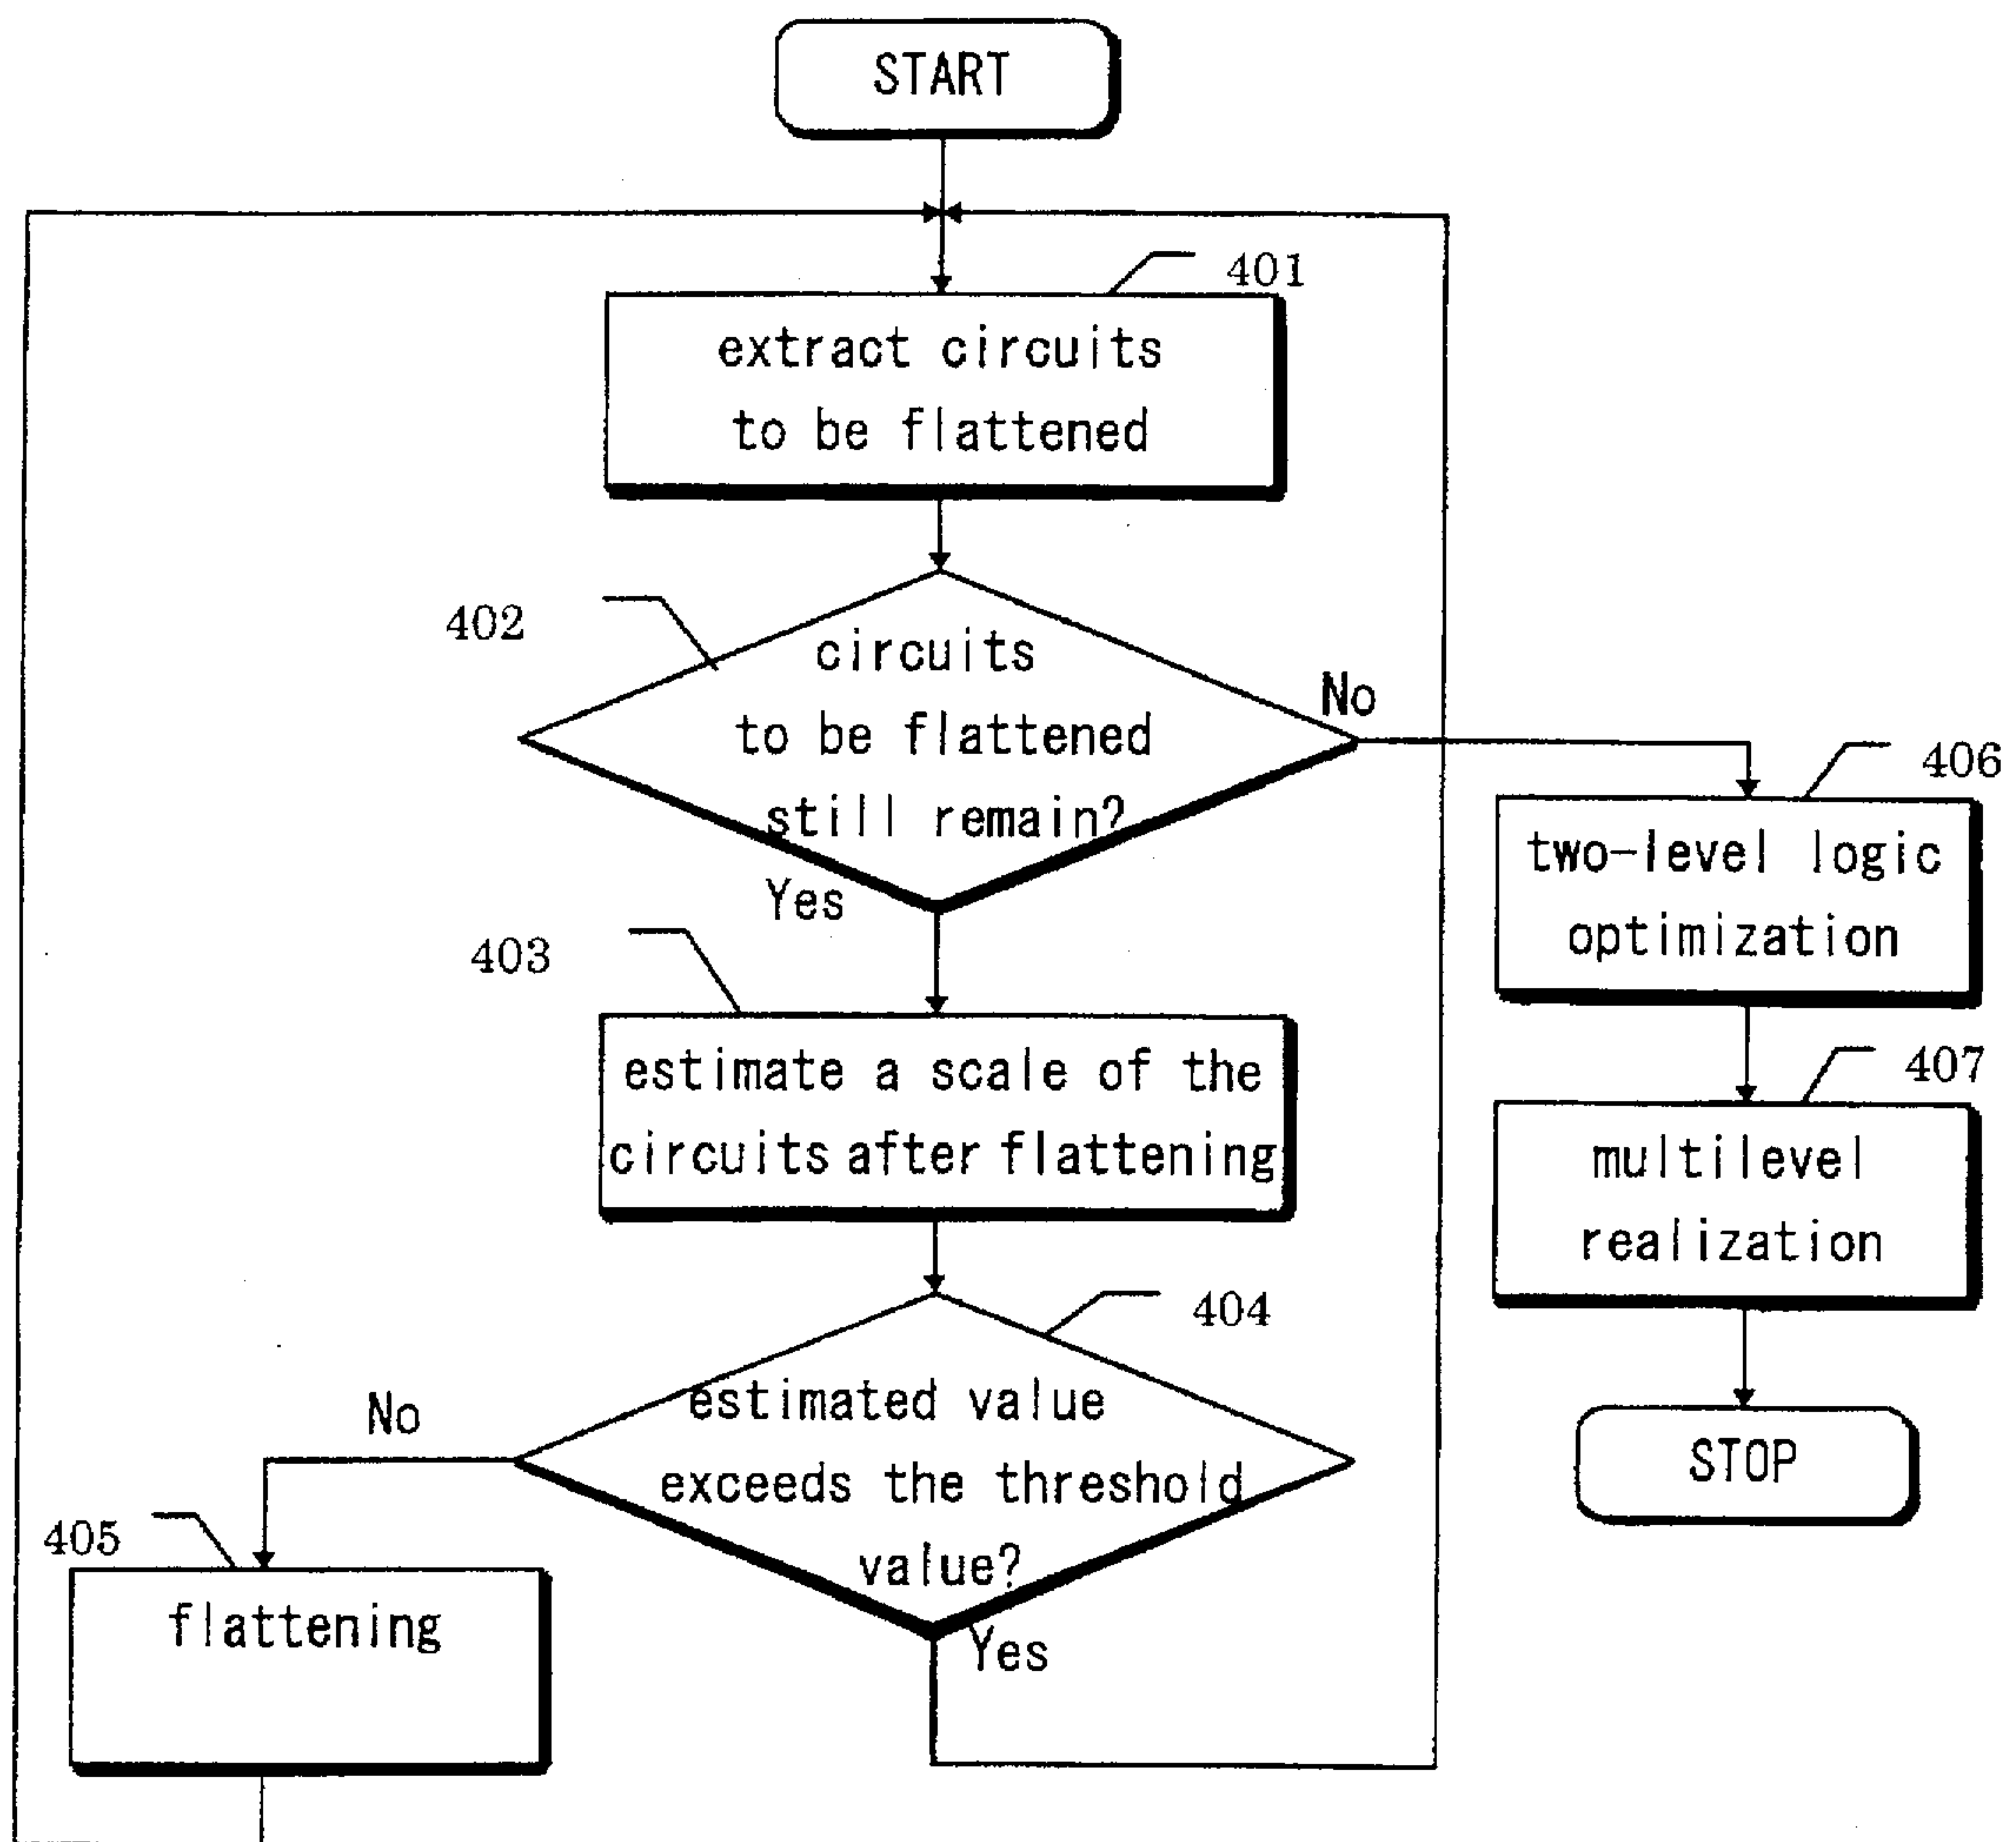 START
401
extract circuits
to be flattened
402
circuits
to be flattened
still remain?
No
Yes
406
two-level logic
optimization
403
estimate a scale of the
circuits after flattening
407
multilevel
realization
404
estimated value
exceeds the threshold
value?
No
Yes
STOP
405
flattening